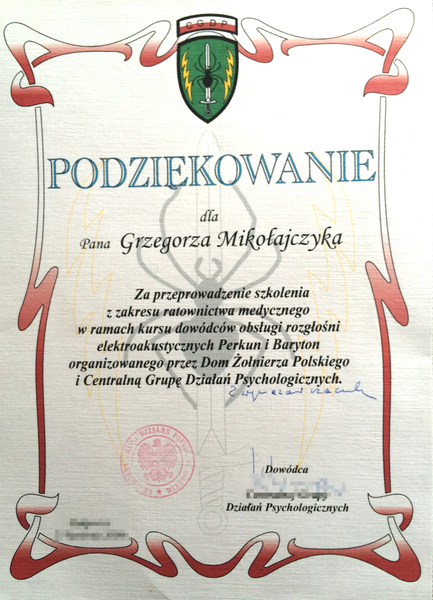 CGDP
PODZIĘKOWANIE
dla
Pana Grzegorza Mikołajczyka
Za przeprowadzenie szkolenia
z zakresu ratownictwa medycznego
w ramach kursu dowódców obsługi rozgłośni
elektroakustycznych Perkun i Baryton
organizowanego przez Dom Żołnierza Polskiego
i Centralną Grupę Działań Psychologicznych.
Dowódca
Działań Psychologicznych